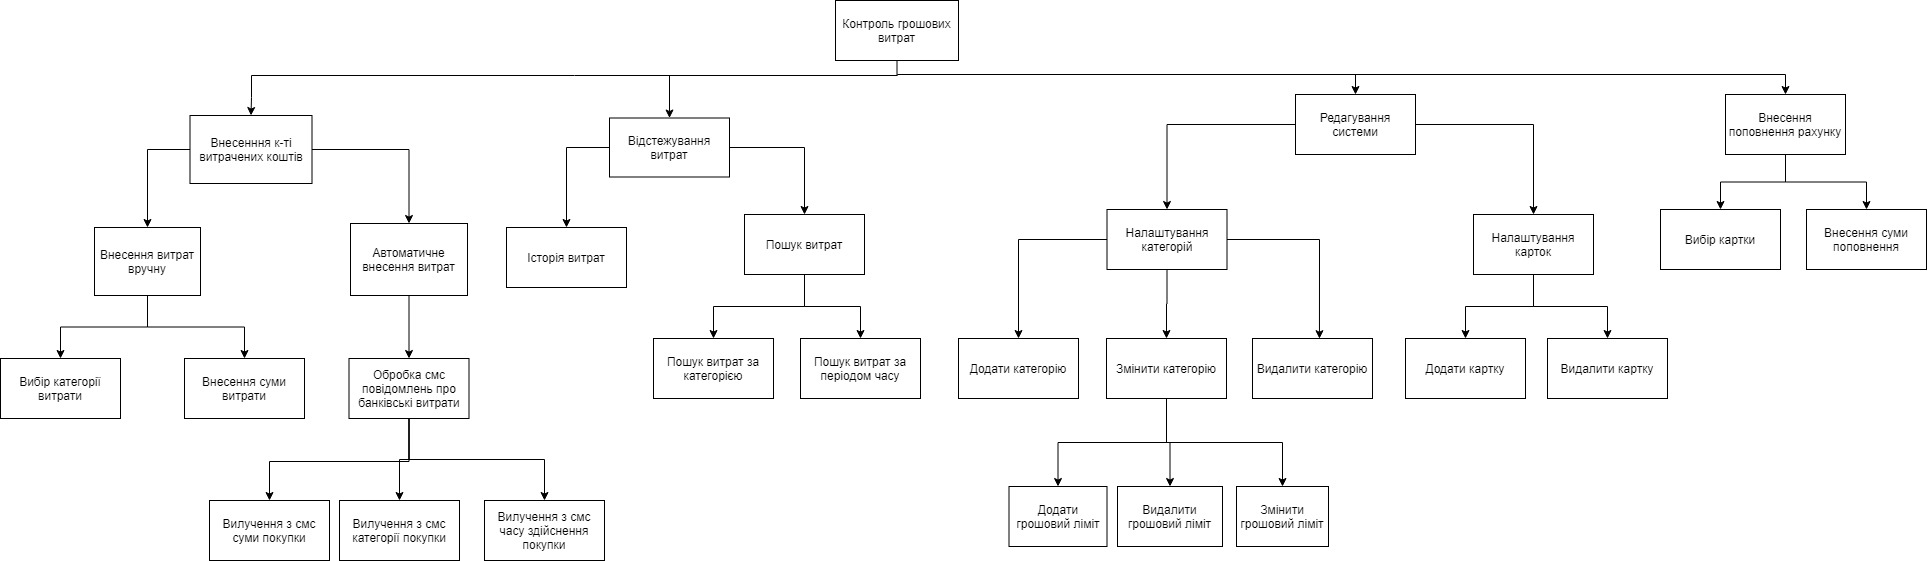 Контроль грошових
витрат
Внесенння к-ті
витрачених коштів
Відстежування
витрат
Редагування
системи
Внесення
поповнення рахунку
Внесення витрат
вручну
Автоматичне
внесення витрат
Історія витрат
Пошук витрат
Налаштування
категорій
Налаштування
карток
Вибір картки
Внесення суми
поповнення
Вибір категорії
витрати
Внесення суми
витрати
Обробка смс
повідомлень про
банківські витрати
Пошук витрат за
категорією
Пошук витрат за
періодом часу
Додати категорію
Змінити категорію
Видалити категорію
Додати картку
Видалити картку
Вилучення з смс
суми покупки
Вилучення з смс
категорії покупки
Вилучення з смс
часу здійснення
покупки
Додати
грошовий ліміт
Видалити
грошовий ліміт
Змінити
грошовий ліміт